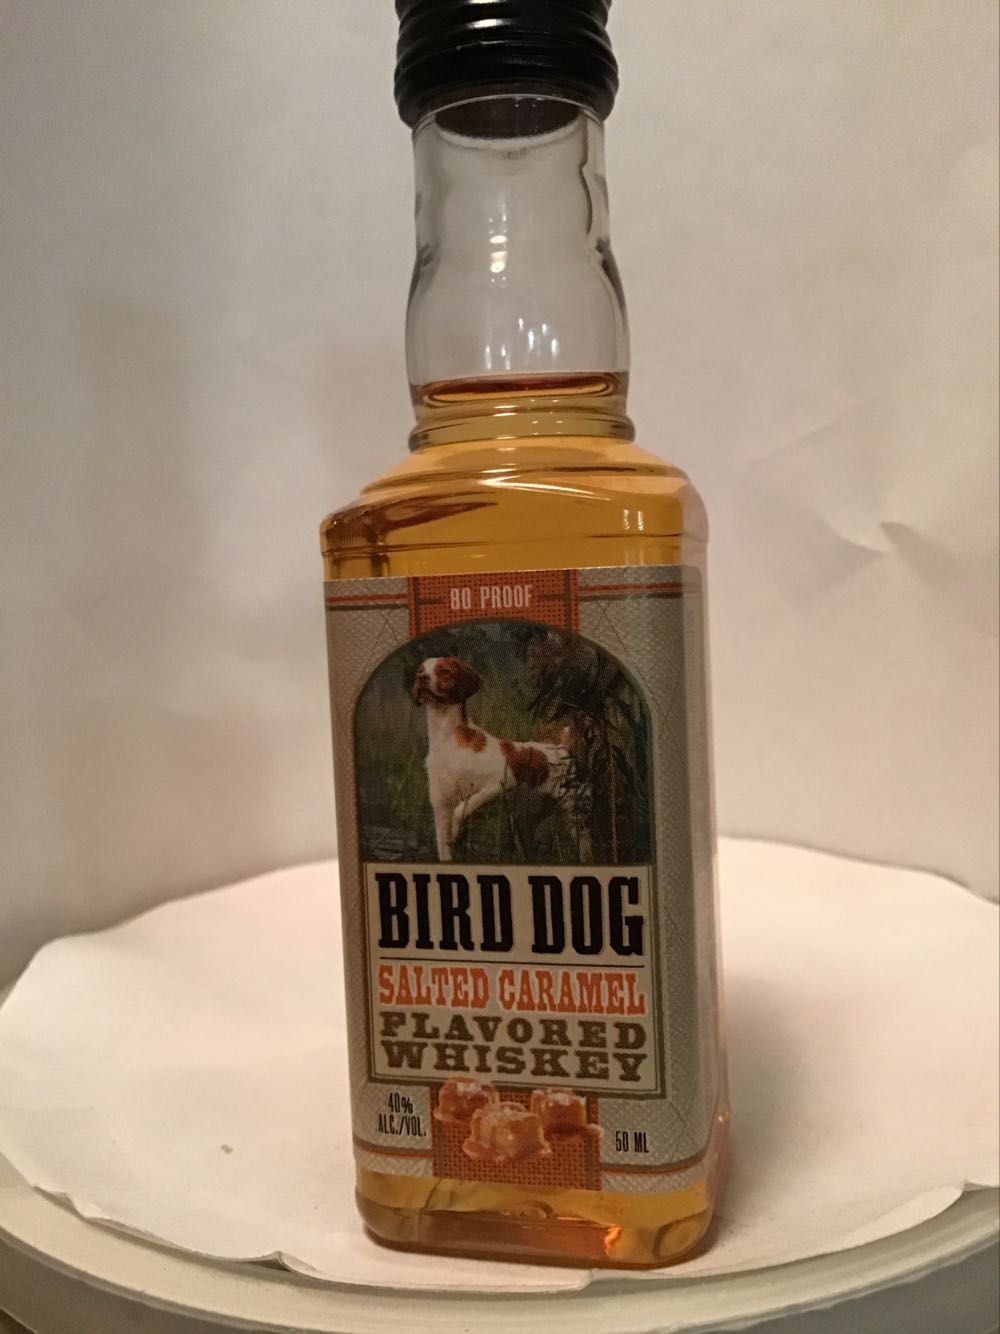 80 PROOF
BIRD DOG
SALTED CARAMEL
FLAVORED
WHISKEY
40%
ALC./VOL.
50 ML